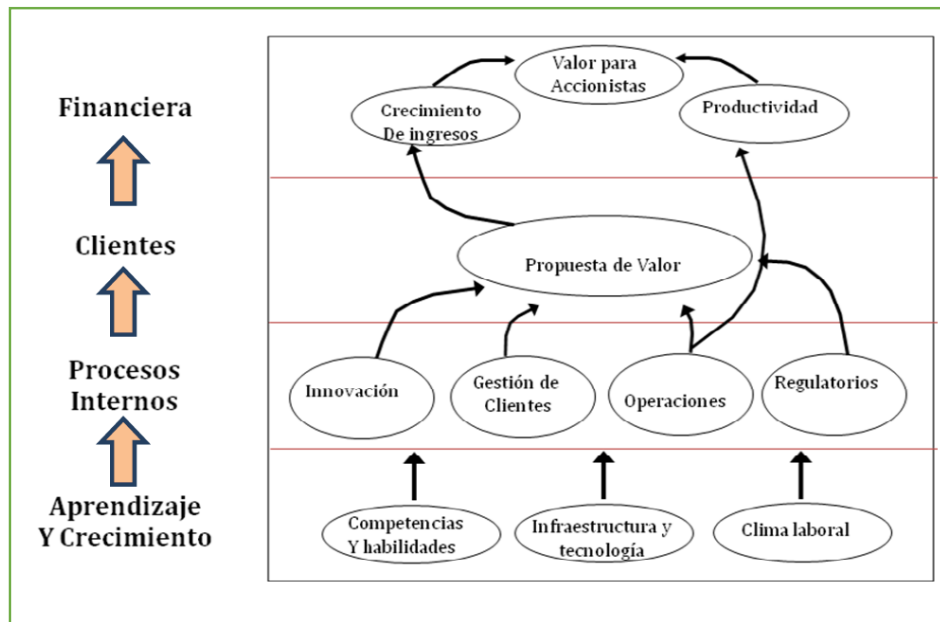 Financiera
Clientes
Procesos
Internos
Aprendizaje
Y Crecimiento
Valor para
Accionistas
Crecimiento
De ingresos
Productividad
Propuesta de Valor
Innovación
Gestión de
Clientes
Operaciones
Regulatorios
Competencias
Y habilidades
Infraestructura y
tecnología
Clima laboral